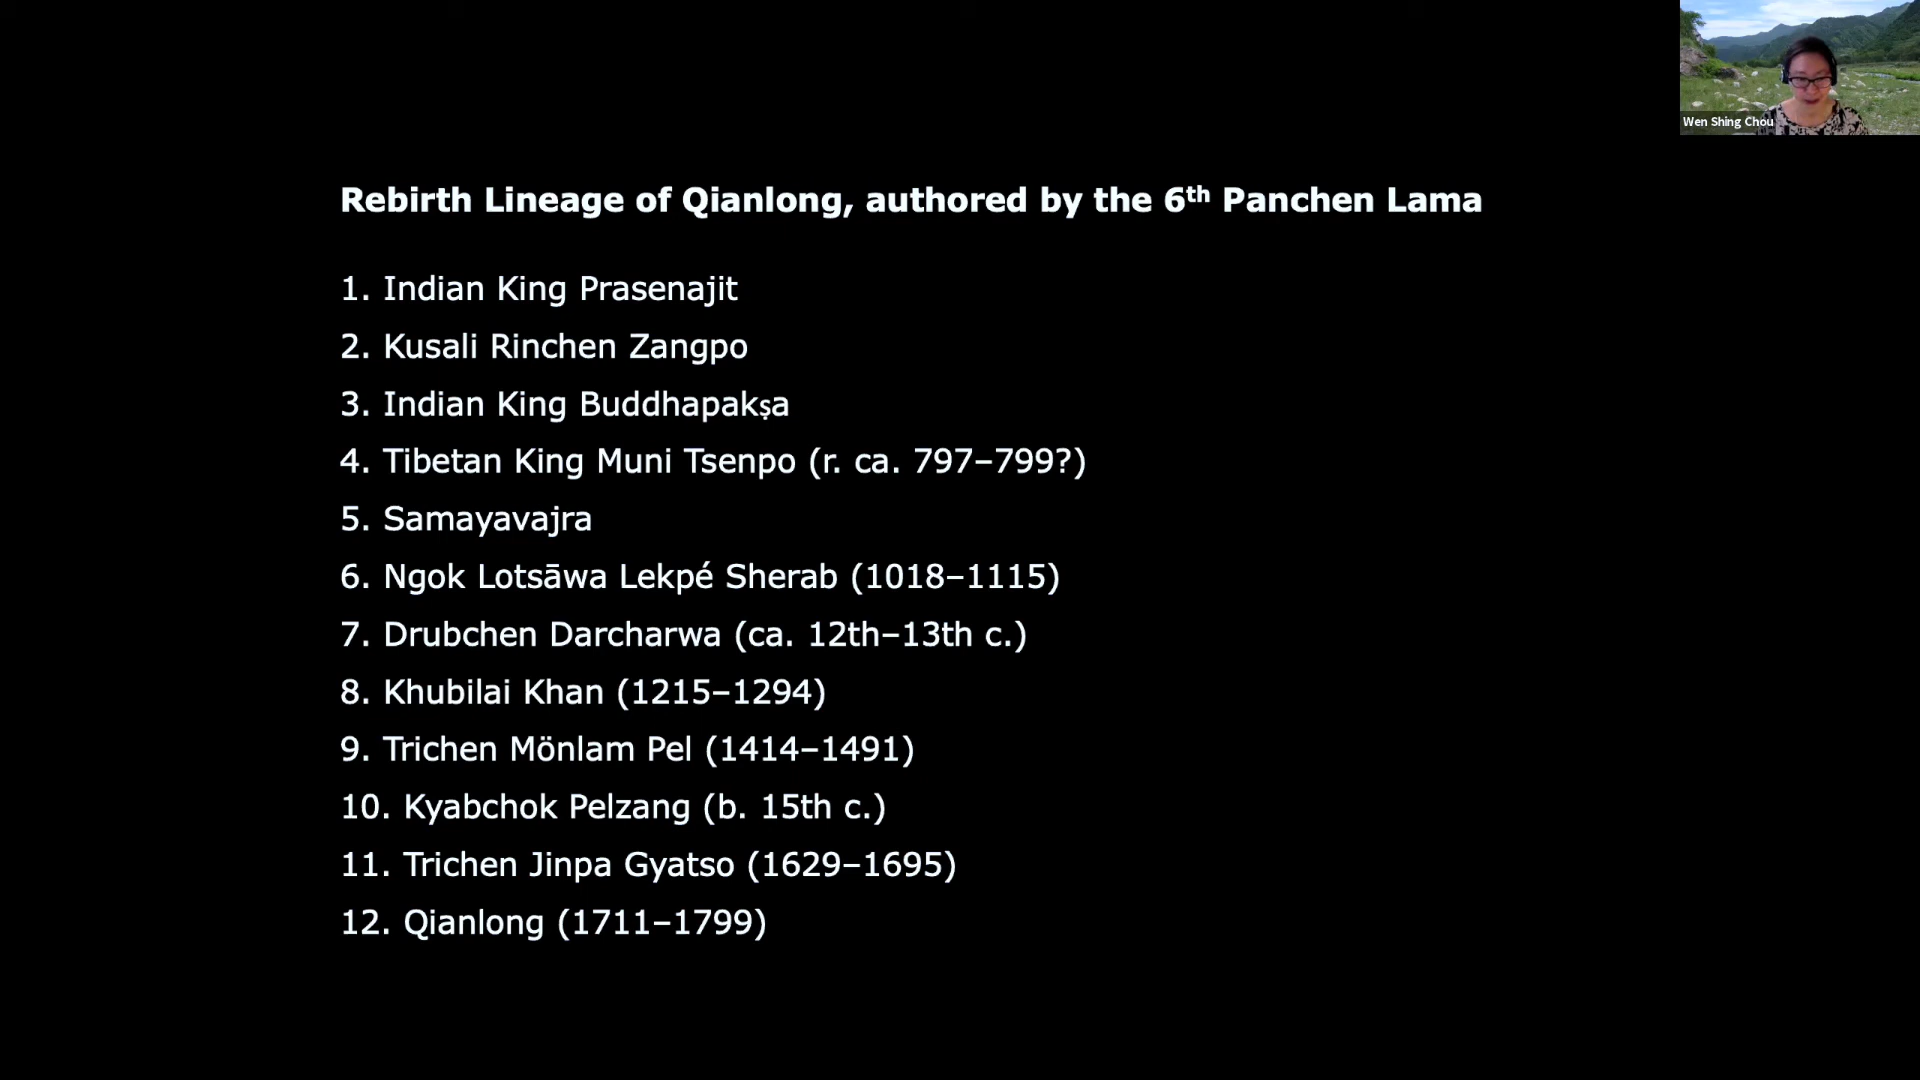 Wen Shing Chou
Rebirth Lineage of Qianlong, authored by the 6th Panchen Lama
1. Indian King Prasenajit
2. Kusali Rinchen Zangpo
3. Indian King Buddhapakṣa
4. Tibetan King Muni Tsenpo (r. ca. 797–799?)
5. Samayavajra
6. Ngok Lotsāwa Lekpé Sherab (1018–1115)
7. Drubchen Darcharwa (ca. 12th–13th c.)
8. Khubilai Khan (1215–1294)
9. Trichen Mönlam Pel (1414–1491)
10. Kyabchok Pelzang (b. 15th c.)
11. Trichen Jinpa Gyatso (1629–1695)
12. Qianlong (1711–1799)